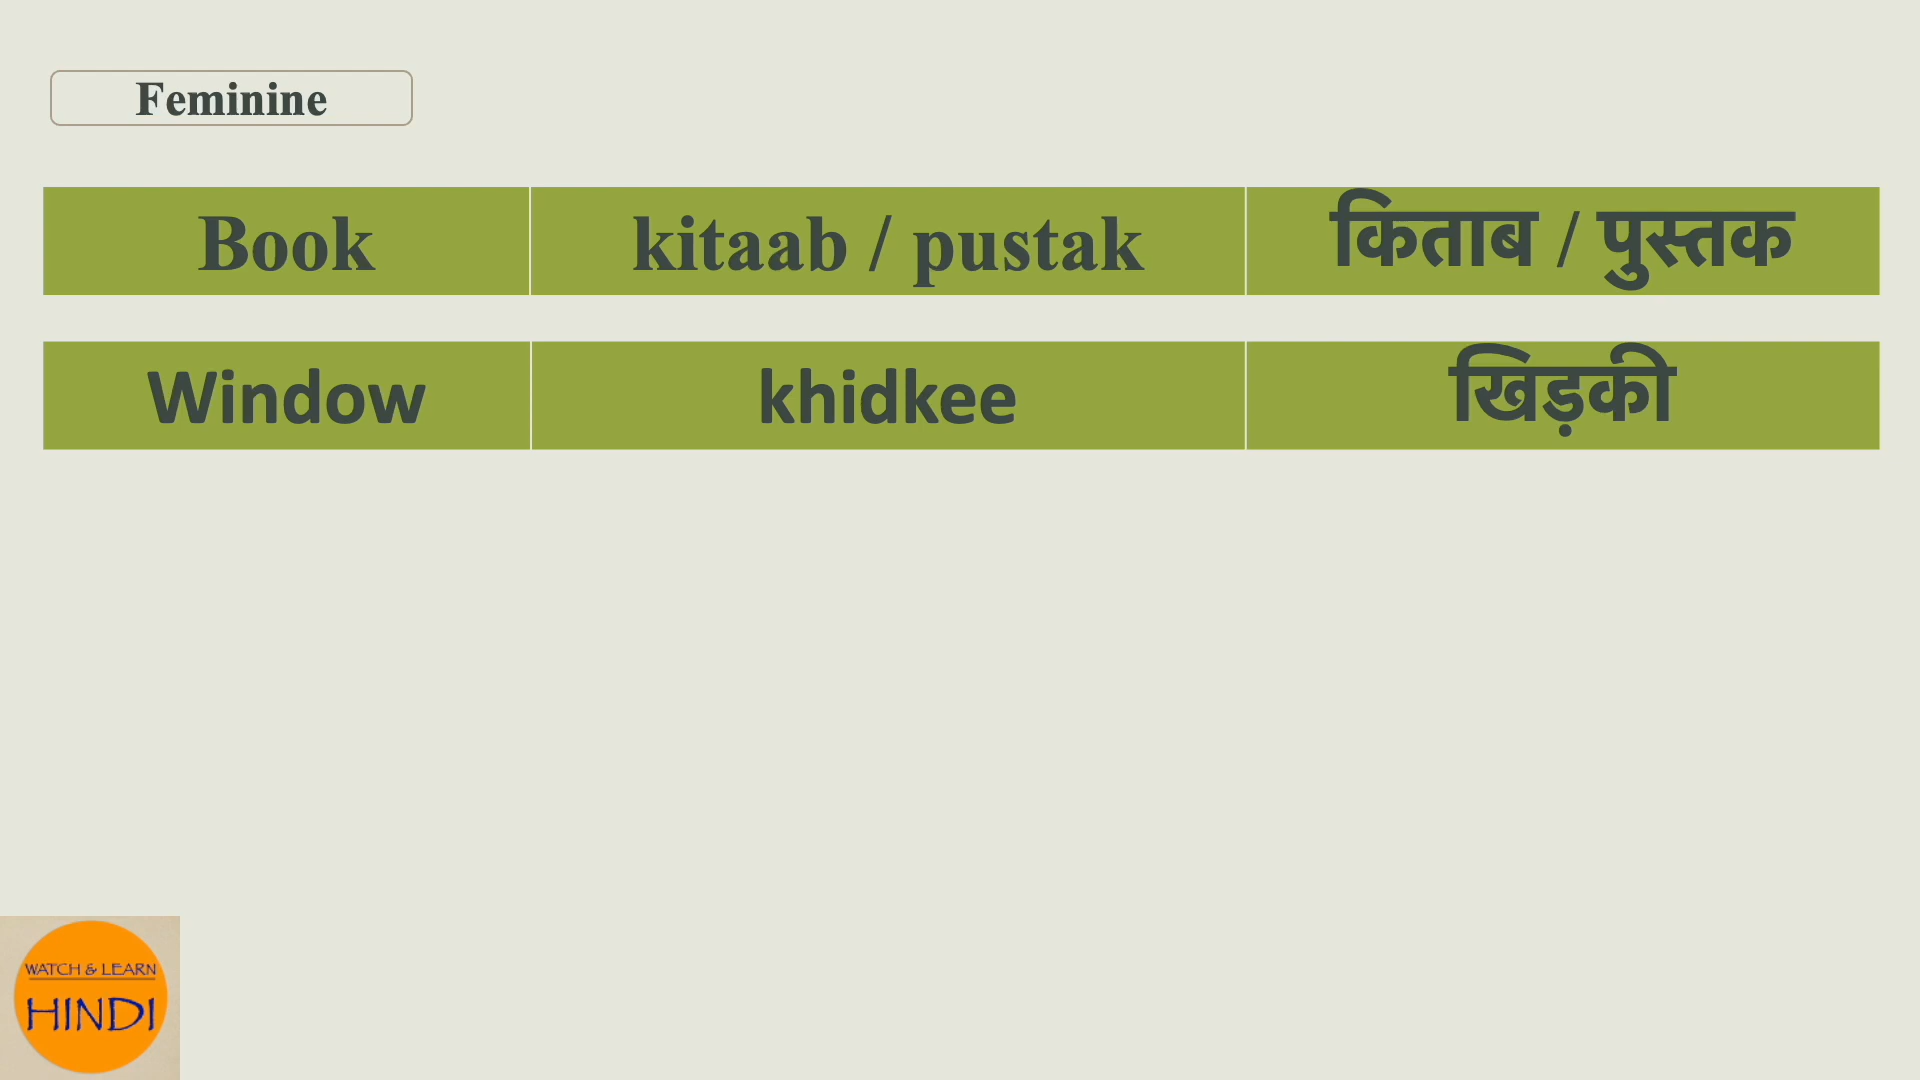 Feminine
Book kitaab / pustak किताब / पुस्तक
Window khidkee खिड़की
WATCH & LEARN
HINDI